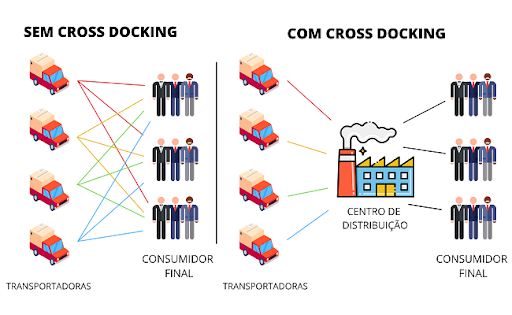 SEM CROSS DOCKING
COM CROSS DOCKING
CENTRO DE
DISTRIBUIÇÃO
CONSUMIDOR
FINAL
CONSUMIDOR
FINAL
TRANSPORTADORAS
TRANSPORTADORAS